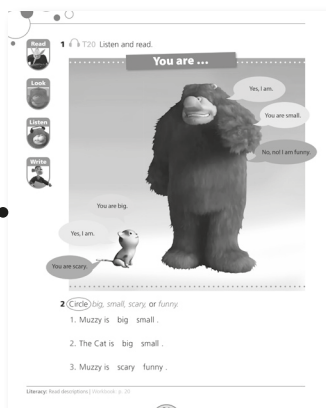 Read
1 T20 Listen and read.
You are ...
Look
Yes, I am.
You are small.
Listen
No, no! I am funny.
Write
You are big.
Yes, I am.
You are scary.
2 Circle big, small, scary, or funny.
1. Muzzy is big small .
2. The Cat is big small .
3. Muzzy is scary funny .
Literacy: Read descriptions | Workbook p. 20